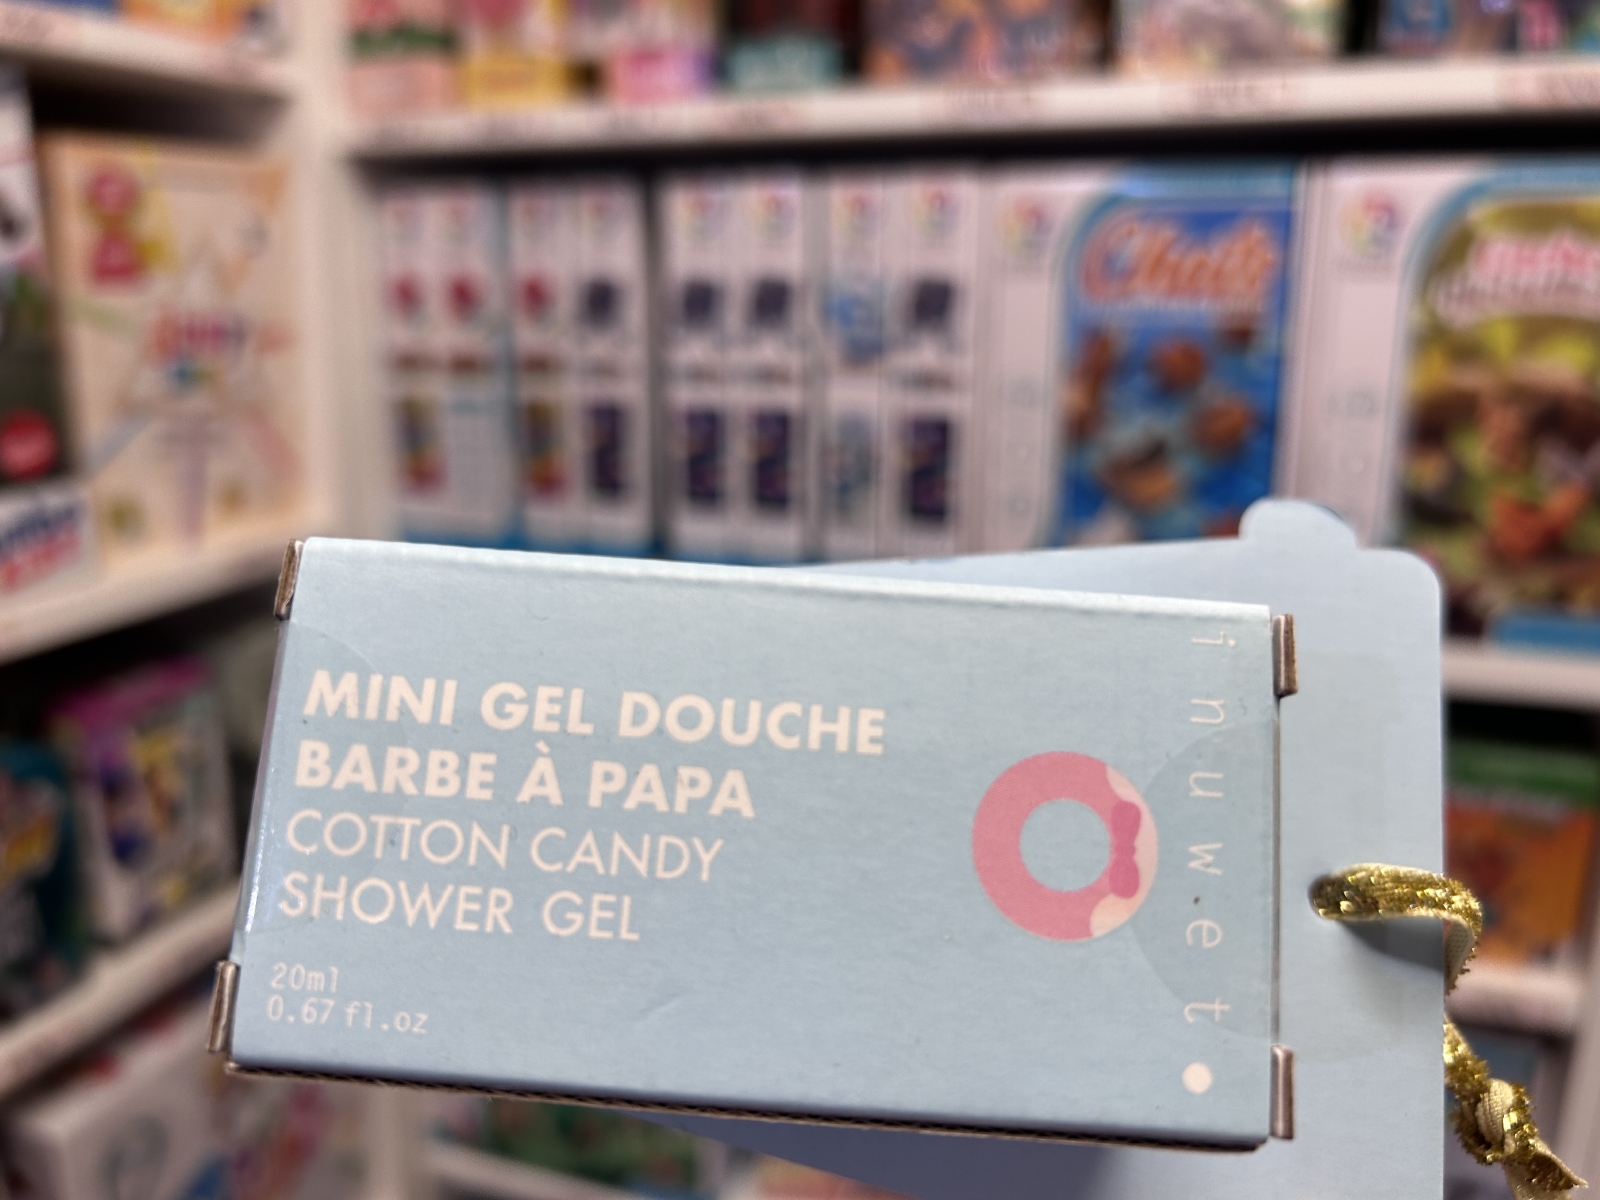 MINI GEL DOUCHE
BARBE À PAPA
COTTON CANDY
SHOWER GEL
20ml
0.67 fl.oz
inuwet